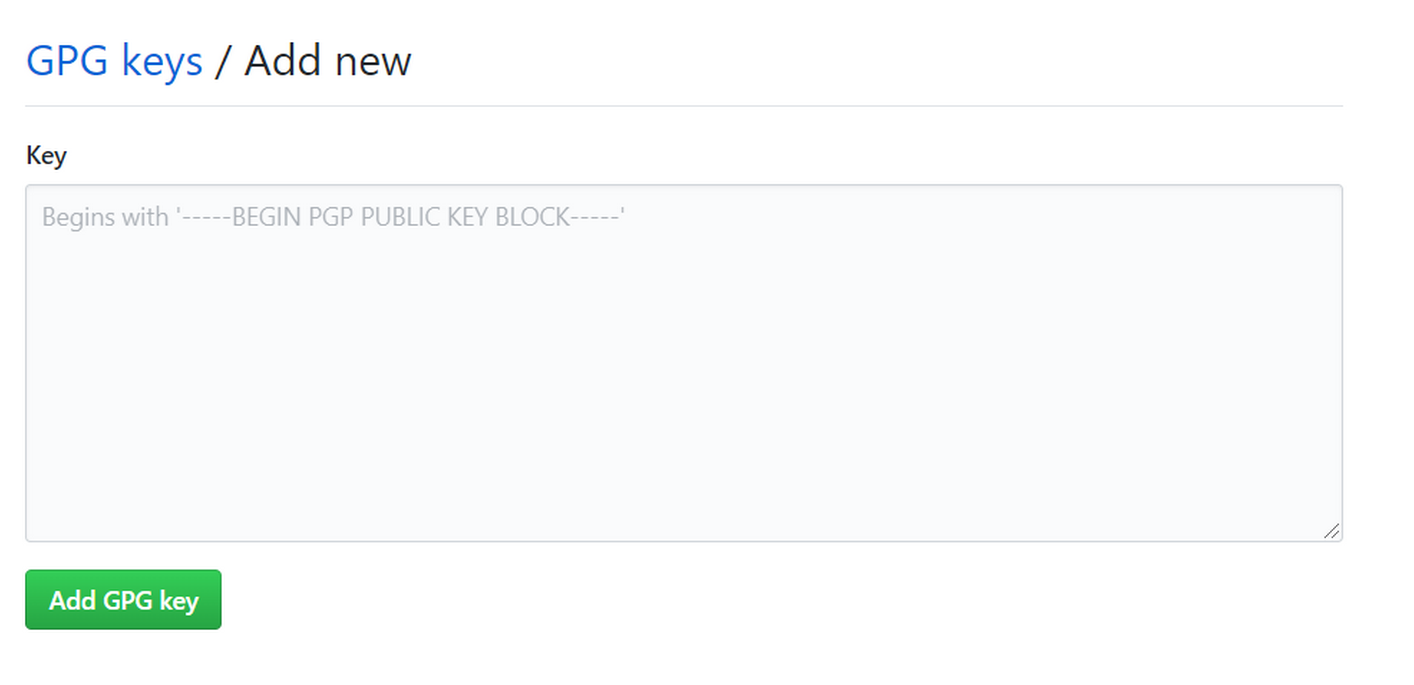 GPG keys / Add new
Key
Begins with '-----BEGIN PGP PUBLIC KEY BLOCK-----'
Add GPG key